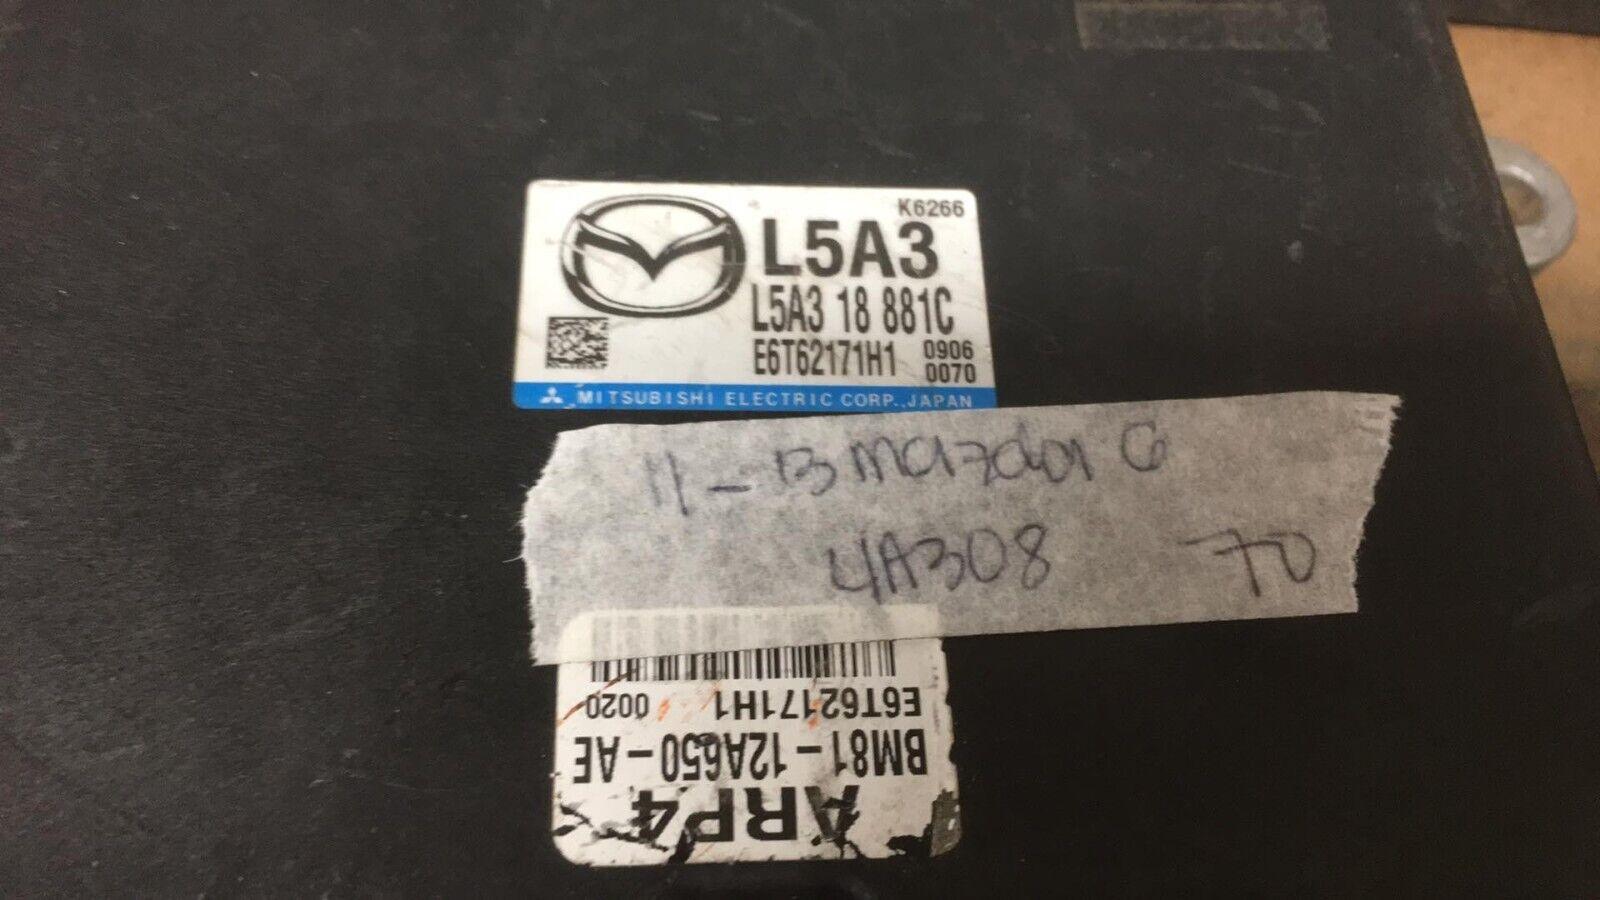 K6266
L5A3
L5A3 18 881C
E6T62171H1 0906
0070
MITSUBISHI ELECTRIC CORP., JAPAN
11-13 mazda 6
4A308 70
ARP4
BM81-12A650-AE
E6T62171H1 0020